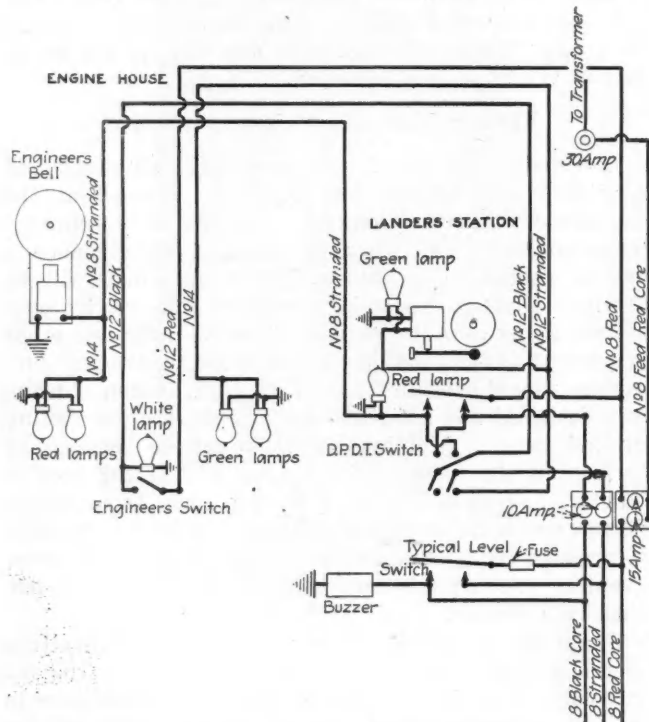 ENGINE HOUSE
To Transformer
30Amp
Engineers
Bell
Nº8 Stranded
Nº12 Black
Nº12 Red
Nº14
Nº14
LANDERS STATION
Green lamp
Nº8 Stranded
Nº12 Black
Nº12 Stranded
Nº8 Red
Nº8 Feed Red Core
Red lamp
Red lamps
White
lamp
Green lamps
Engineers Switch
D.P.D.T. Switch
10Amp.
15Amp
Typical Level
Switch
Fuse
Buzzer
8 Black Core
8 Stranded
8 Red Core